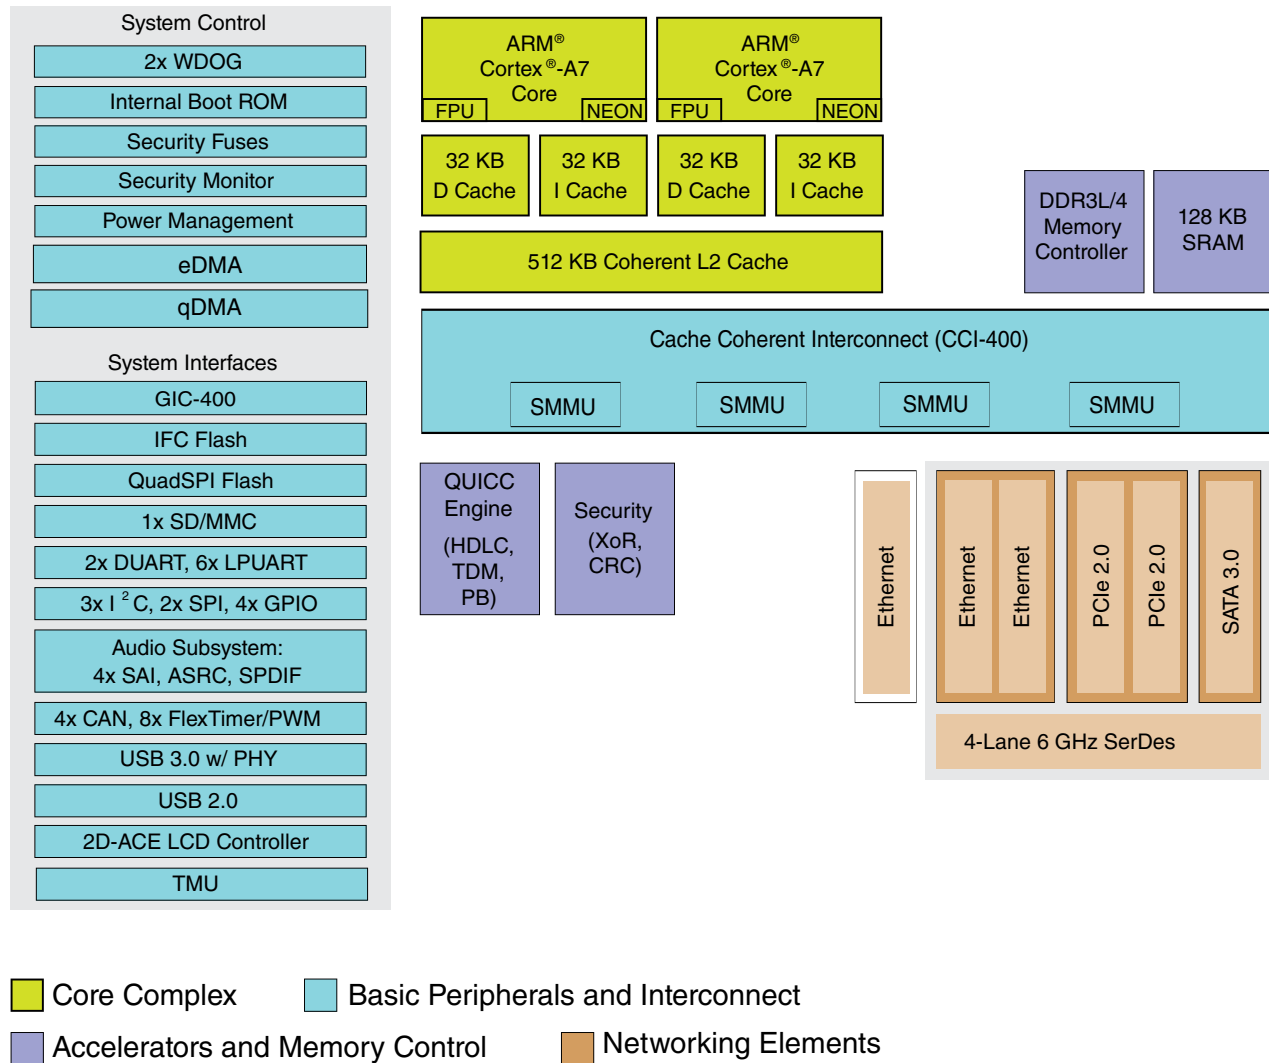 System Control
2x WDOG
Internal Boot ROM
Security Fuses
Security Monitor
Power Management
eDMA
qDMA
System Interfaces
GIC-400
IFC Flash
QuadSPI Flash
1x SD/MMC
2x DUART, 6x LPUART
3x I²C, 2x SPI, 4x GPIO
Audio Subsystem:
4x SAI, ASRC, SPDIF
4x CAN, 8x FlexTimer/PWM
USB 3.0 w/ PHY
USB 2.0
2D-ACE LCD Controller
TMU
ARM®
Cortex®-A7
Core
FPU
NEON
ARM®
Cortex®-A7
Core
FPU
NEON
32 KB
D Cache
32 KB
I Cache
32 KB
D Cache
32 KB
I Cache
512 KB Coherent L2 Cache
DDR3L/4
Memory
Controller
128 KB
SRAM
Cache Coherent Interconnect (CCI-400)
SMMU
SMMU
SMMU
SMMU
QUICC
Engine
(HDLC,
TDM,
PB)
Security
(XoR,
CRC)
Ethernet
Ethernet
Ethernet
PCIe 2.0
PCIe 2.0
SATA 3.0
4-Lane 6 GHz SerDes
Core Complex
Basic Peripherals and Interconnect
Accelerators and Memory Control
Networking Elements